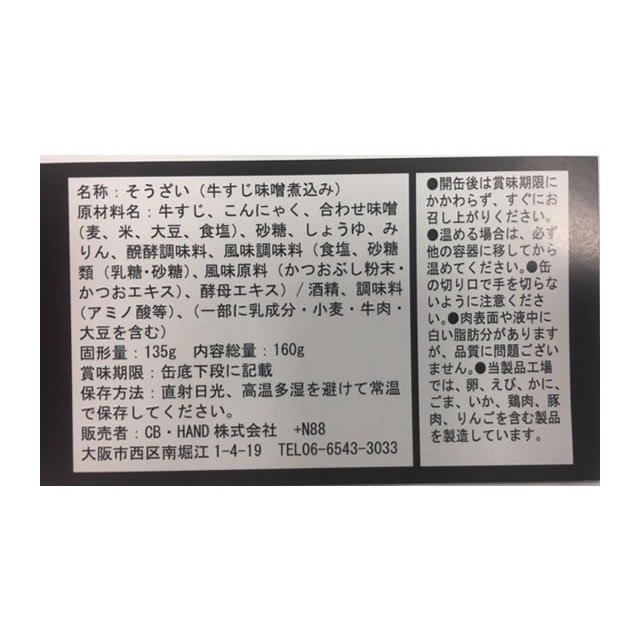 名称：そうざい（牛すじ味噌煮込み）
原材料名：牛すじ、こんにゃく、合わせ味噌
（麦、米、大豆、食塩）、砂糖、しょうゆ、み
りん、醗酵調味料、風味調味料（食塩、砂糖
類（乳糖・砂糖）、風味原料（かつおぶし粉末・
かつおエキス）、酵母エキス）/酒精、調味料
（アミノ酸等）、（一部に乳成分・小麦・牛肉・
大豆を含む）
固形量：135g　内容総量：160g
賞味期限：缶底下段に記載
保存方法：直射日光、高温多湿を避けて常温
で保存してください。
販売者：CB・HAND株式会社　+N88
大阪市西区南堀江1-4-19　TEL06-6543-3033
●開缶後は賞味期限に
かかわらず、すぐにお
召し上がりください。
●温める場合は、必ず
他の容器に移してから
温めてください。●缶
の切り口で手を切らな
いように注意くださ
い。●肉表面や液中に
白い脂肪分があります
が、品質に問題ござい
ません。●当製品工場
では、卵、えび、かに、
ごま、いか、鶏肉、豚
肉、りんごを含む製品
を製造しています。